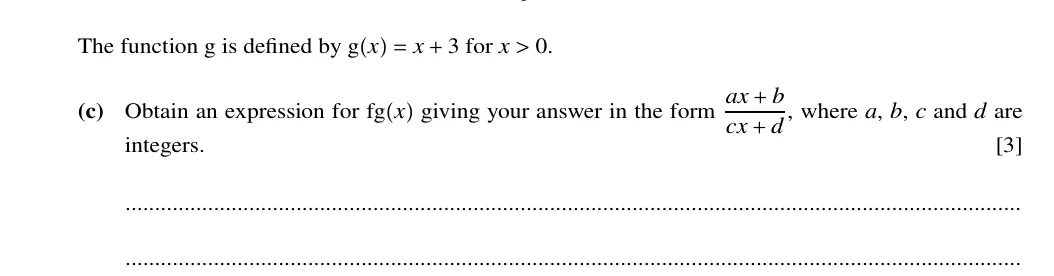 The function g is defined by g(x) = x + 3 for x > 0.
(c) Obtain an expression for fg(x) giving your answer in the form \frac{ax + b}{cx + d}, where a, b, c and d are
integers. [3]
................................................................................
................................................................................